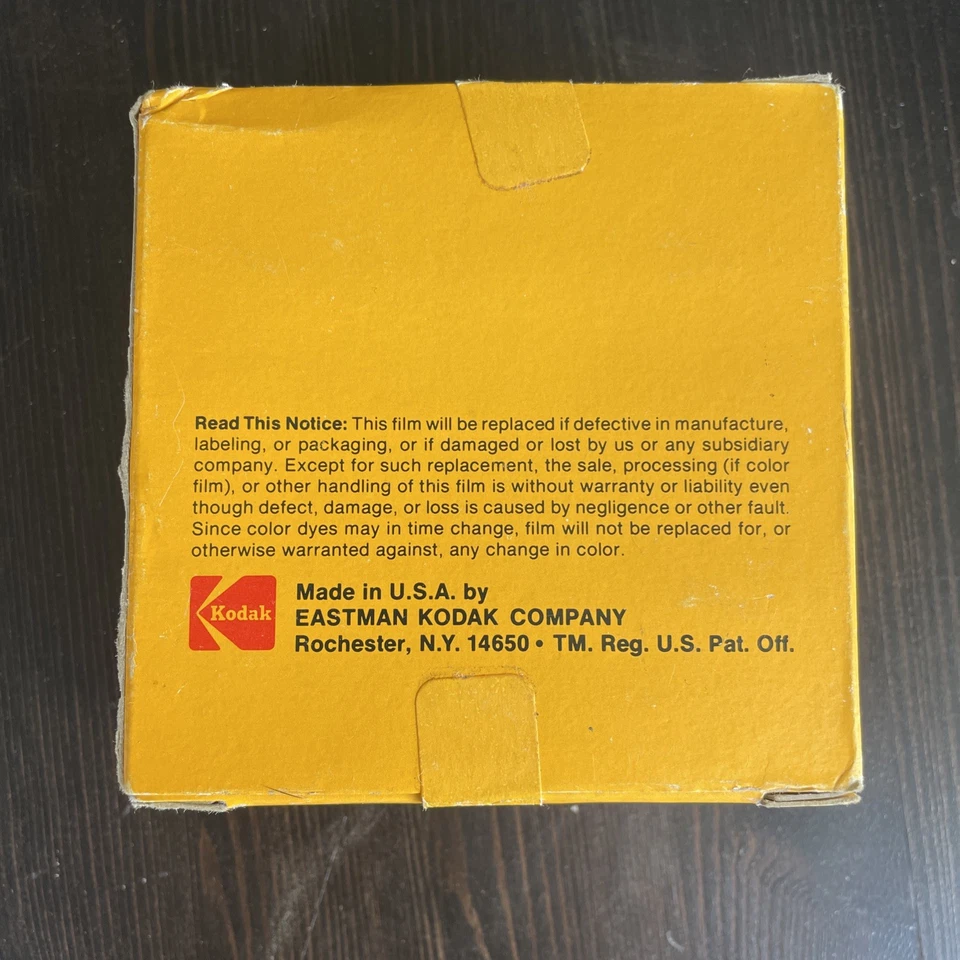 Read This Notice: This film will be replaced if defective in manufacture,
labeling, or packaging, or if damaged or lost by us or any subsidiary
company. Except for such replacement, the sale, processing (if color
film), or other handling of this film is without warranty or liability even
though defect, damage, or loss is caused by negligence or other fault.
Since color dyes may in time change, film will not be replaced for, or
otherwise warranted against, any change in color.
Kodak
Made in U.S.A. by
EASTMAN KODAK COMPANY
Rochester, N.Y. 14650 • TM. Reg. U.S. Pat. Off.